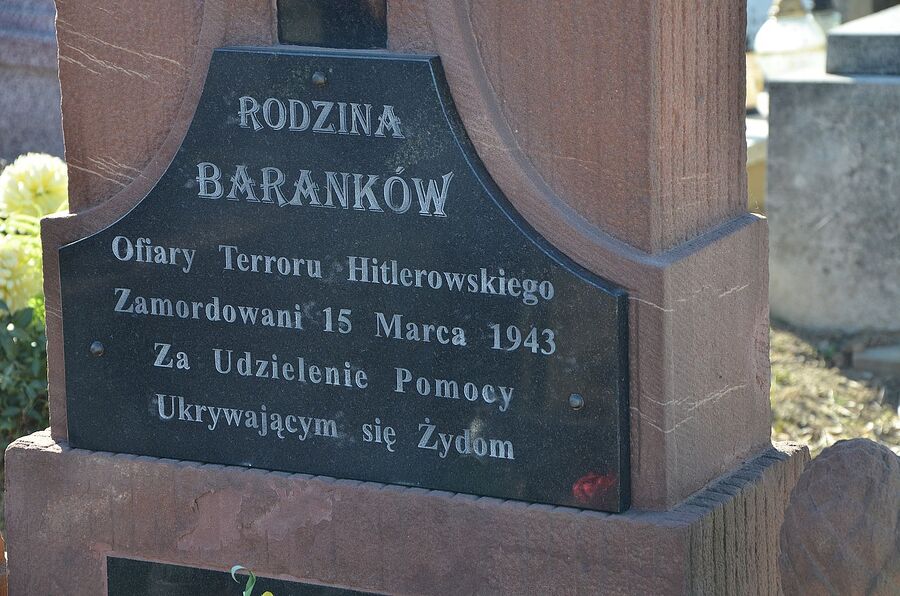 RODZINA
BARANKÓW
Ofiary Terroru Hitlerowskiego
Zamordowani 15 Marca 1943
Za Udzielenie Pomocy
Ukrywającym się Żydom